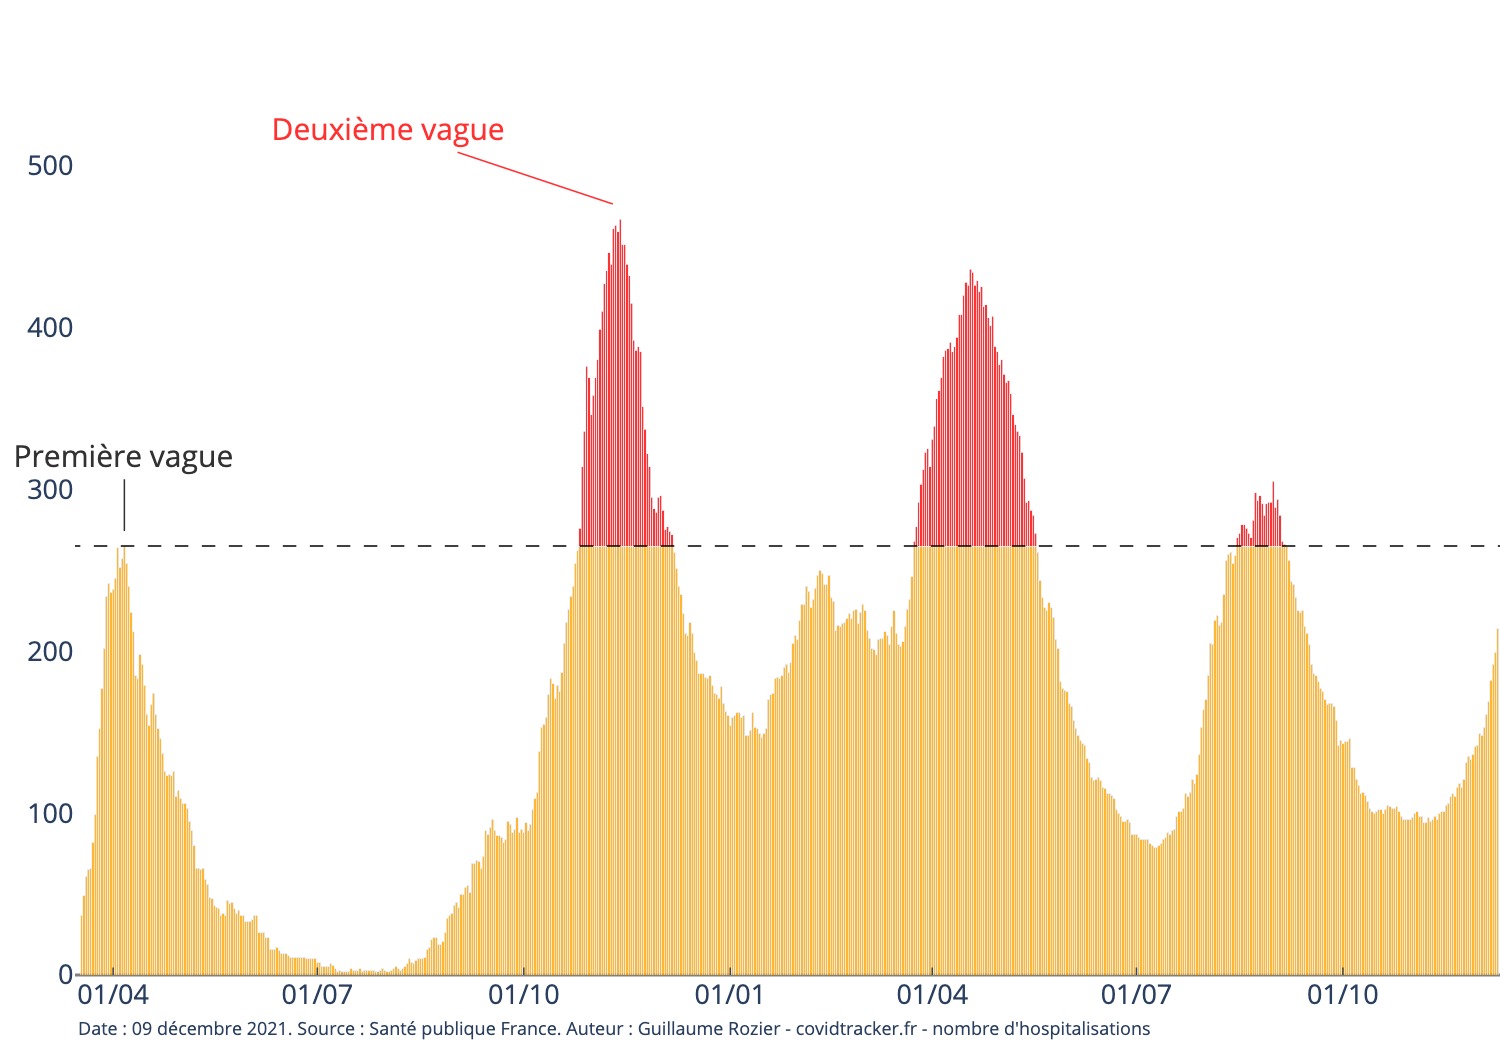 Deuxième vague
500
400
Première vague
300
200
100
0
01/04 01/07 01/10 01/01 01/04 01/07 01/10
Date : 09 décembre 2021. Source : Santé publique France. Auteur : Guillaume Rozier - covidtracker.fr - nombre d'hospitalisations